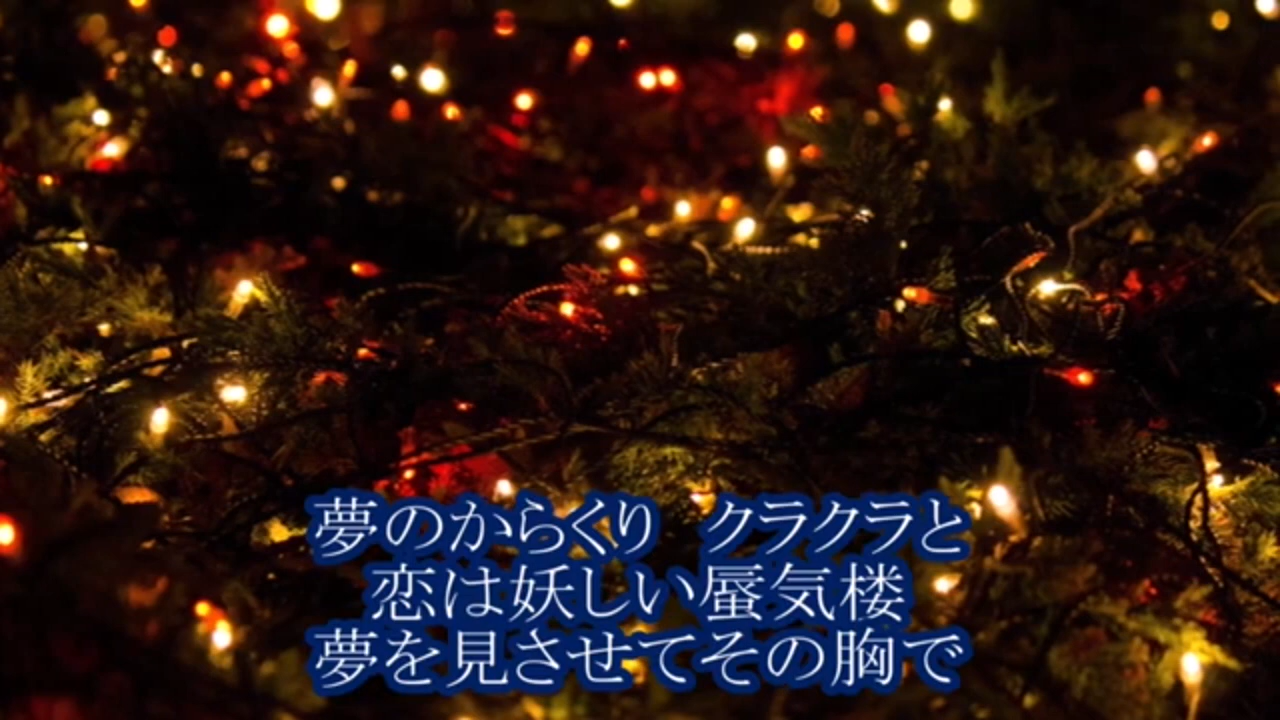 夢のからくり　クラクラと
恋は妖しい蜃気楼
夢を見させてその胸で